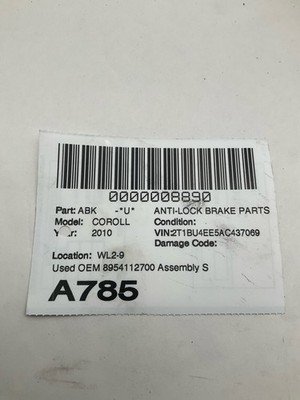 0000008890
Part: ABK -*U* ANTI-LOCK BRAKE PARTS
Model: COROLL Condition:
Year: 2010 VIN:2T1BU4EE5AC437069
Damage Code:
Location: WL2-9
Used OEM 8954112700 Assembly S
A785